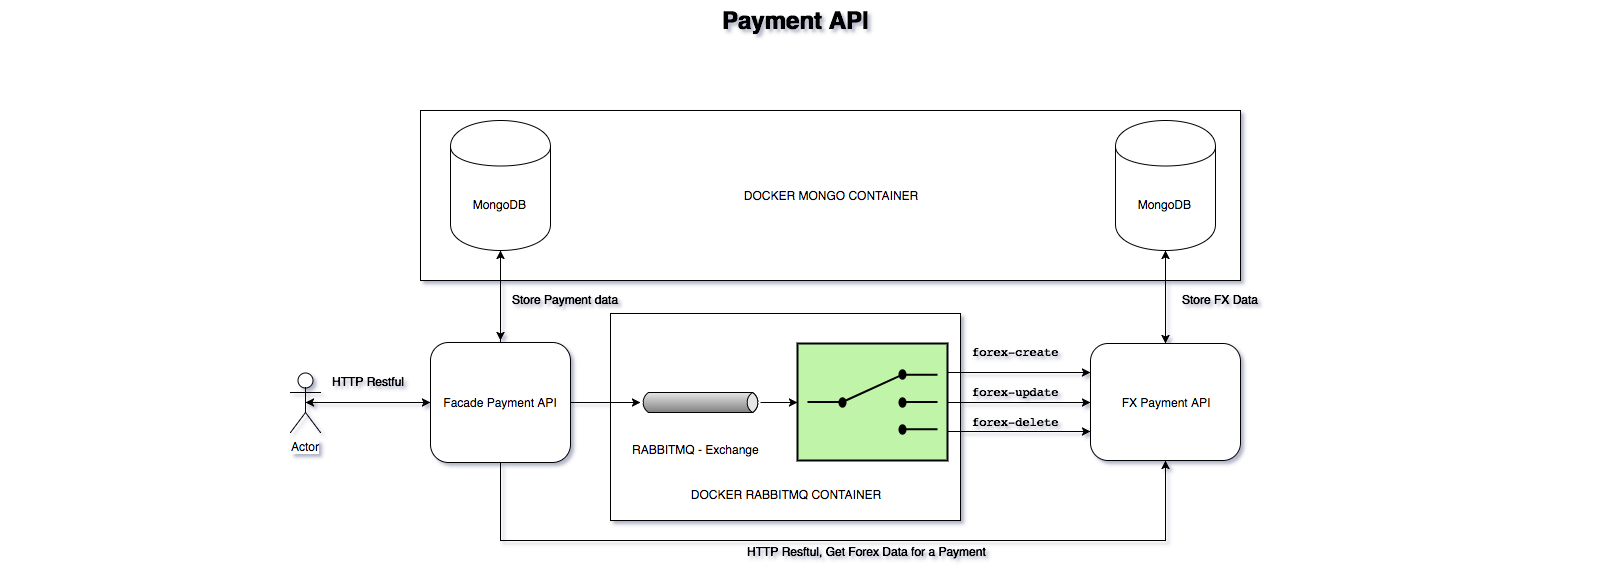 Payment API
MongoDB
DOCKER MONGO CONTAINER
MongoDB
Store Payment data
Store FX Data
forex-create
HTTP Restful
forex-update
Facade Payment API
FX Payment API
forex-delete
Actor
RABBITMQ - Exchange
DOCKER RABBITMQ CONTAINER
HTTP Resftul, Get Forex Data for a Payment